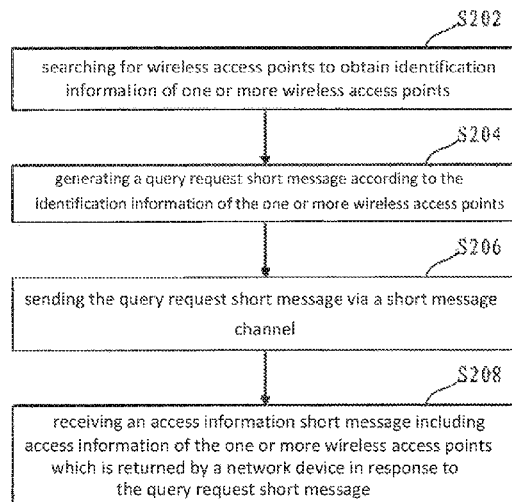 S202
searching for wireless access points to obtain identification
information of one or more wireless access points
S204
generating a query request short message according to the
identification information of the one or more wireless access points
S206
sending the query request short message via a short message
channel
S208
receiving an access information short message including
access information of the one or more wireless access points
which is returned by a network device in response to
the query request short message